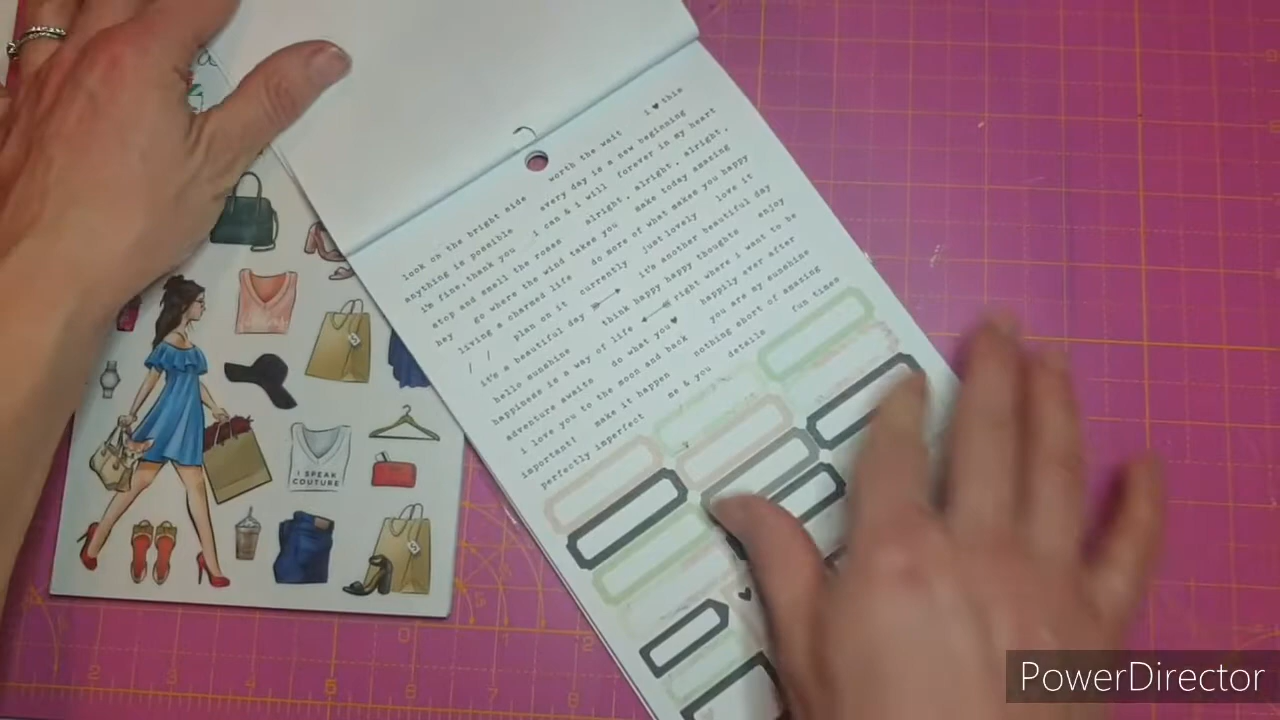 look on the bright side worth the wait i ♥ this
anything is possible every day is a new beginning
i'm fine, thank you i can & i will forever in my heart
stop and smell the roses alright, alright, alright,
hey go where the wind takes you make today amazing
living a charmed life do more of what makes you happy
plan on it currently just lovely love it
it's a beautiful day it's another beautiful day
hello sunshine think happy happy thoughts enjoy
happiness is a way of life right where i want to be
adventure awaits do what you ♥ happily ever after
i love you to the moon and back you are my sunshine
important! make it happen nothing short of amazing
perfectly imperfect me & you details fun times
I SPEAK
COUTURE
2
5
6
7
8
PowerDirector